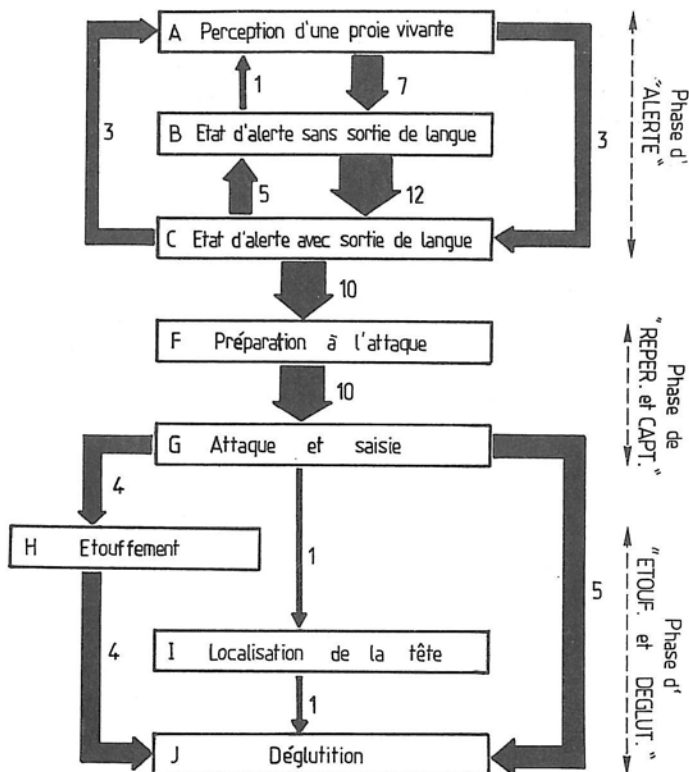 A Perception d'une proie vivante
1
7
B Etat d'alerte sans sortie de langue
3
3
5
12
C Etat d'alerte avec sortie de langue
Phase d'
"ALERTE"
10
F Préparation à l'attaque
10
G Attaque et saisie
Phase de
"REPER. et CAPT."
4
H Etouffement
1
5
4
I Localisation de la tête
1
J Déglutition
Phase d'
"ETOUF. et DEGLUT."